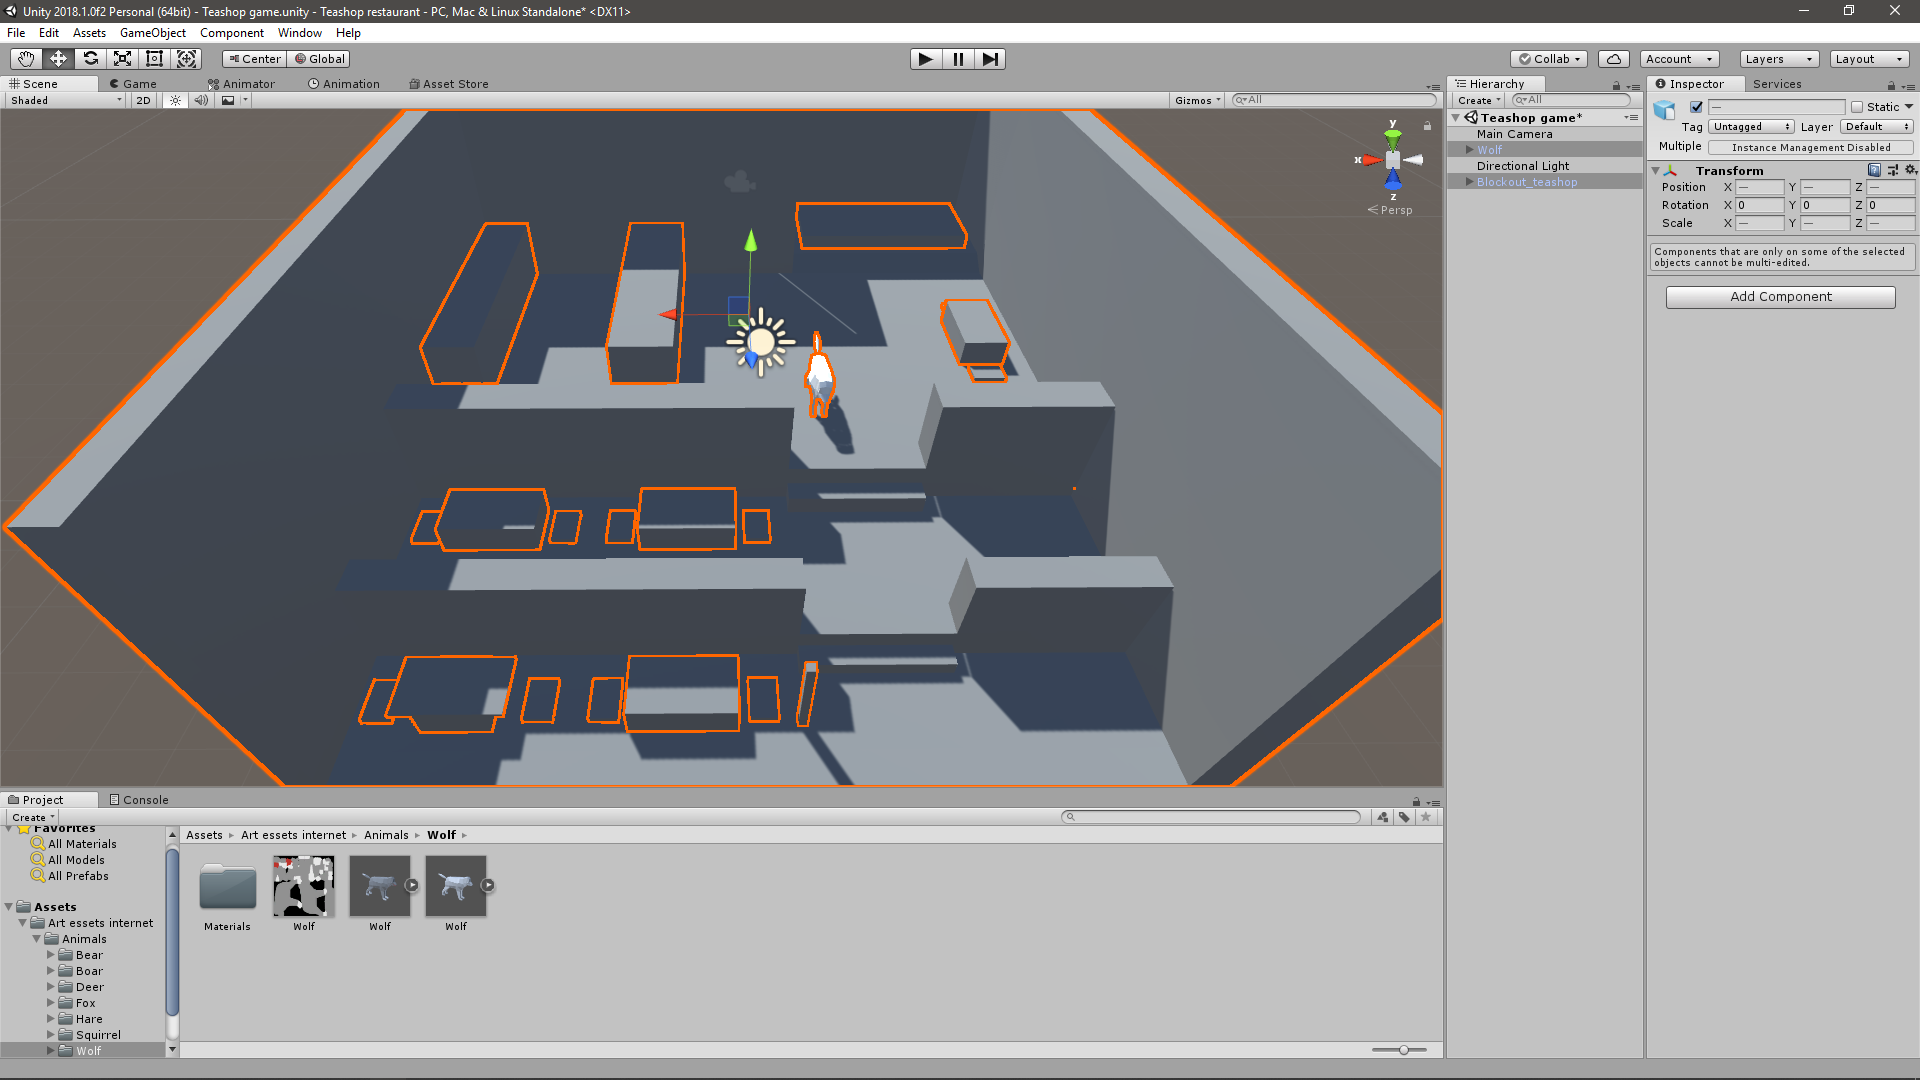 Unity 2018.1.0f2 Personal (64bit) - Teashop game.unity - Teashop restaurant - PC, Mac & Linux Standalone* <DX11>
File Edit Assets GameObject Component Window Help
Center Global Collab Account Layers Layout
Scene Game Animator Animation Asset Store
Shaded 2D Gizmos All
y
x
z
Persp
Hierarchy
Create All
Teashop game*
Main Camera
Wolf
Directional Light
Blockout_teashop
Inspector Services
— Static
Tag Untagged Layer Default
Multiple Instance Management Disabled
Transform
Position X — Y — Z —
Rotation X 0 Y 0 Z 0
Scale X — Y — Z —
Components that are only on some of the selected
objects cannot be multi-edited.
Add Component
Project Console
Create
Favorites
All Materials
All Models
All Prefabs
Assets
Art essets internet
Animals
Bear
Boar
Deer
Fox
Hare
Squirrel
Wolf
Assets Art essets internet Animals Wolf
Materials Wolf Wolf Wolf